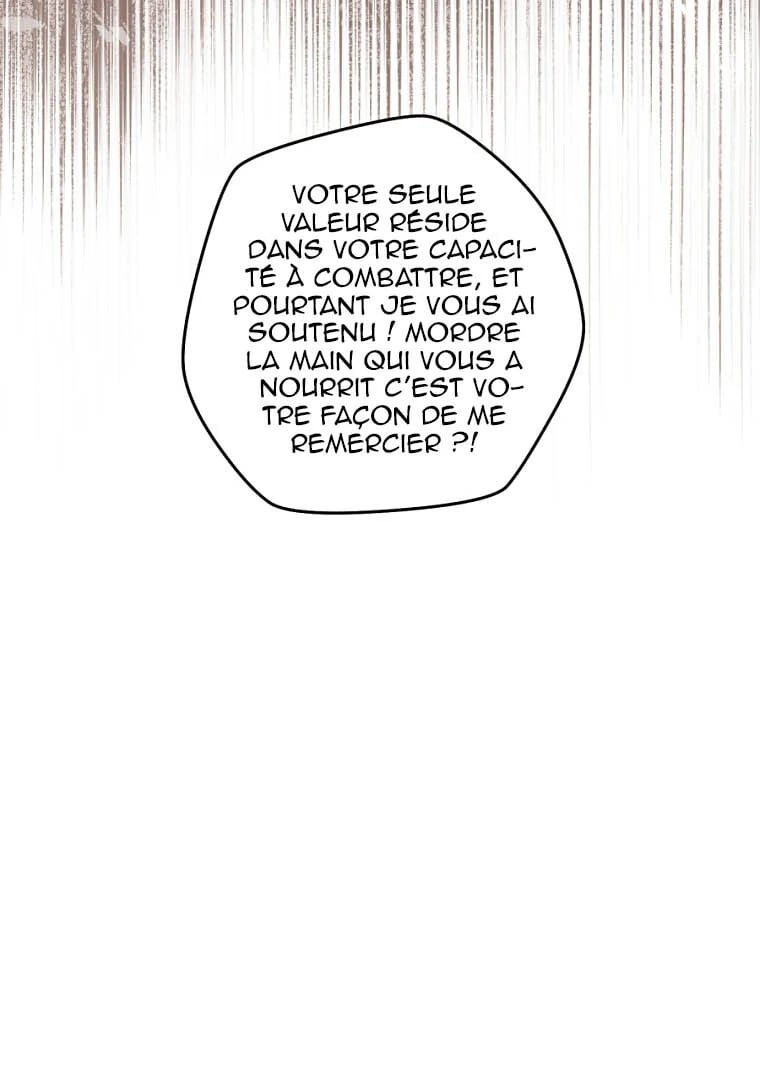 VOTRE SEULE
VALEUR RÉSIDE
DANS VOTRE CAPACI-
TÉ À COMBATTRE, ET
POURTANT JE VOUS AI
SOUTENU ! MORDRE
LA MAIN QUI VOUS A
NOURRIT C'EST VO-
TRE FAÇON DE ME
REMERCIER ?!